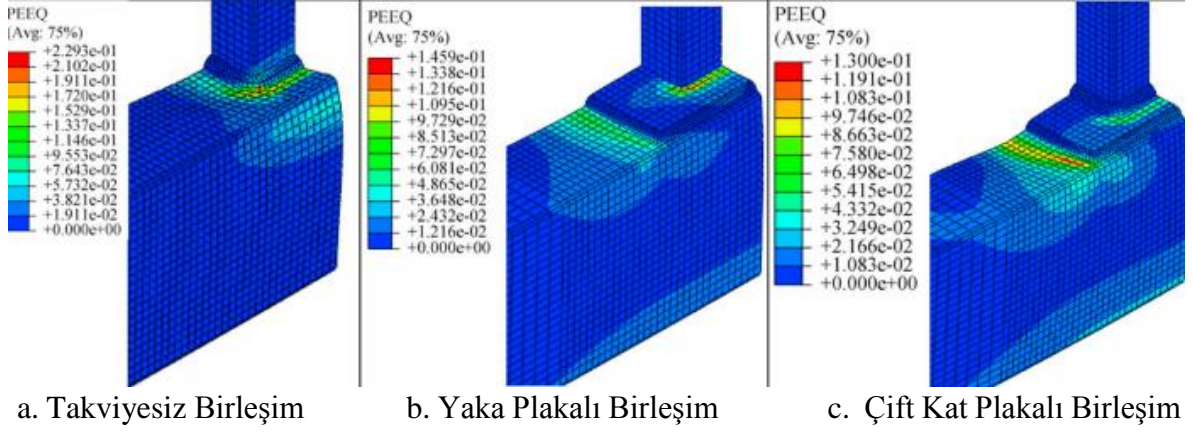 PEEQ
(Avg: 75%)
+2.293e-01
+2.102e-01
+1.911e-01
+1.720e-01
+1.529e-01
+1.337e-01
+1.146e-01
+9.553e-02
+7.643e-02
+5.732e-02
+3.821e-02
+1.911e-02
+0.000e+00
PEEQ
(Avg: 75%)
+1.459e-01
+1.338e-01
+1.216e-01
+1.095e-01
+9.729e-02
+8.513e-02
+7.297e-02
+6.081e-02
+4.865e-02
+3.648e-02
+2.432e-02
+1.216e-02
+0.000e+00
PEEQ
(Avg: 75%)
+1.300e-01
+1.191e-01
+1.083e-01
+9.746e-02
+8.663e-02
+7.580e-02
+6.498e-02
+5.415e-02
+4.332e-02
+3.249e-02
+2.166e-02
+1.083e-02
+0.000e+00
a. Takviyesiz Birleşim
b. Yaka Plakalı Birleşim
c. Çift Kat Plakalı Birleşim